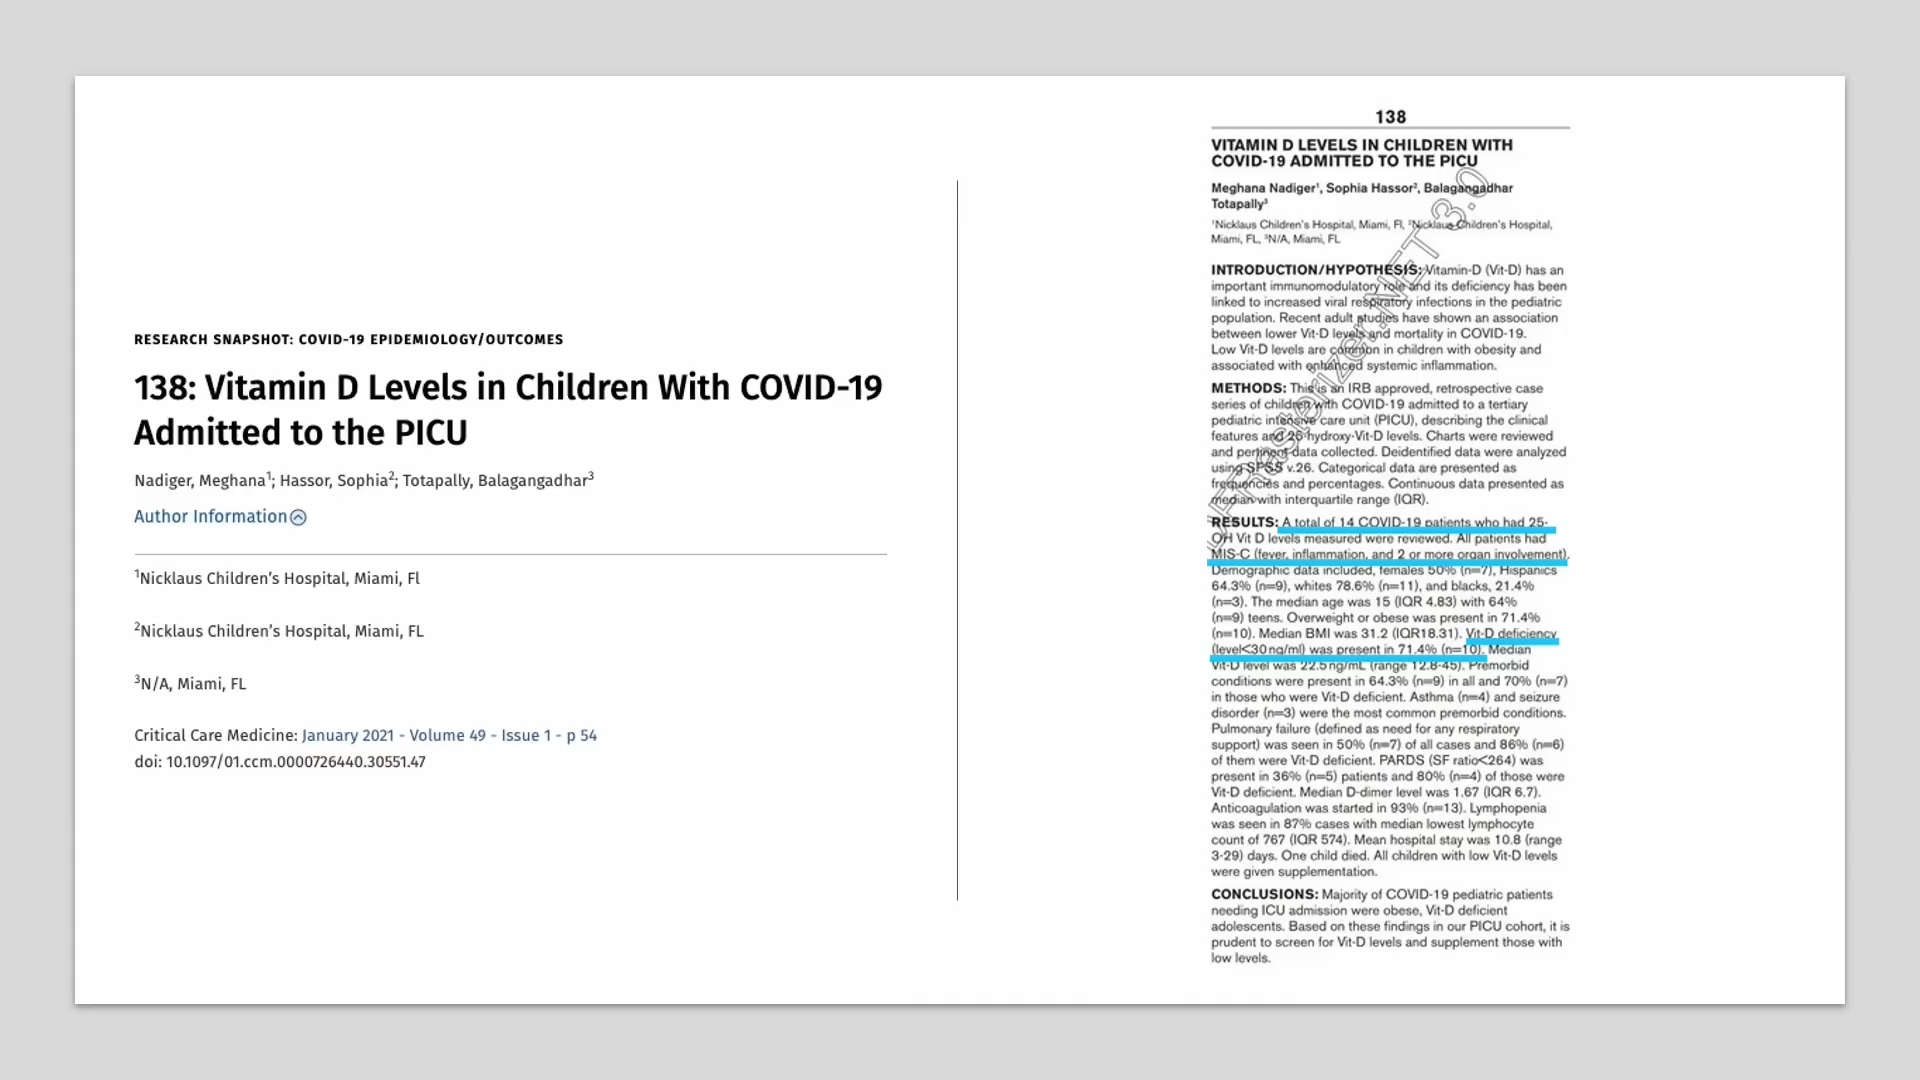 RESEARCH SNAPSHOT: COVID-19 EPIDEMIOLOGY/OUTCOMES
138: Vitamin D Levels in Children With COVID-19
Admitted to the PICU
Nadiger, Meghana1; Hassor, Sophia2; Totapally, Balagangadhar3
Author Information
1Nicklaus Children's Hospital, Miami, Fl
2Nicklaus Children's Hospital, Miami, FL
3N/A, Miami, FL
Critical Care Medicine: January 2021 - Volume 49 - Issue 1 - p 54
doi: 10.1097/01.ccm.0000726440.30551.47
138
VITAMIN D LEVELS IN CHILDREN WITH
COVID-19 ADMITTED TO THE PICU
Meghana Nadiger1, Sophia Hassor2, Balagangadhar
Totapally3
1Nicklaus Children's Hospital, Miami, Fl, 2Nicklaus Children's Hospital,
Miami, FL, 3N/A, Miami, FL
INTRODUCTION/HYPOTHESIS: Vitamin-D (Vit-D) has an
important immunomodulatory role and its deficiency has been
linked to increased viral respiratory infections in the pediatric
population. Recent adult studies have shown an association
between lower Vit-D levels and mortality in COVID-19.
Low Vit-D levels are common in children with obesity and
associated with enhanced systemic inflammation.
METHODS: This is an IRB approved, retrospective case
series of children with COVID-19 admitted to a tertiary
pediatric intensive care unit (PICU), describing the clinical
features and 25-hydroxy-Vit-D levels. Charts were reviewed
and pertinent data collected. Deidentified data were analyzed
using SPSS v.26. Categorical data are presented as
frequencies and percentages. Continuous data presented as
median with interquartile range (IQR).
RESULTS: A total of 14 COVID-19 patients who had 25-
OH Vit D levels measured were reviewed. All patients had
MIS-C (fever, inflammation, and 2 or more organ involvement).
Demographic data included, females 50% (n=7), Hispanics
64.3% (n=9), whites 78.6% (n=11), and blacks, 21.4%
(n=3). The median age was 15 (IQR 4.83) with 64%
(n=9) teens. Overweight or obese was present in 71.4%
(n=10). Median BMI was 31.2 (IQR18.31). Vit-D deficiency
(level<30 ng/ml) was present in 71.4% (n=10). Median
Vit-D level was 22.5 ng/mL (range 12.8-45). Premorbid
conditions were present in 64.3% (n=9) in all and 70% (n=7)
in those who were Vit-D deficient. Asthma (n=4) and seizure
disorder (n=3) were the most common premorbid conditions.
Pulmonary failure (defined as need for any respiratory
support) was seen in 50% (n=7) of all cases and 86% (n=6)
of them were Vit-D deficient. PARDS (SF ratio<264) was
present in 36% (n=5) patients and 80% (n=4) of those were
Vit-D deficient. Median D-dimer level was 1.67 (IQR 6.7).
Anticoagulation was started in 93% (n=13). Lymphopenia
was seen in 87% cases with median lowest lymphocyte
count of 767 (IQR 574). Mean hospital stay was 10.8 (range
3-29) days. One child died. All children with low Vit-D levels
were given supplementation.
CONCLUSIONS: Majority of COVID-19 pediatric patients
needing ICU admission were obese, Vit-D deficient
adolescents. Based on these findings in our PICU cohort, it is
prudent to screen for Vit-D levels and supplement those with
low levels.